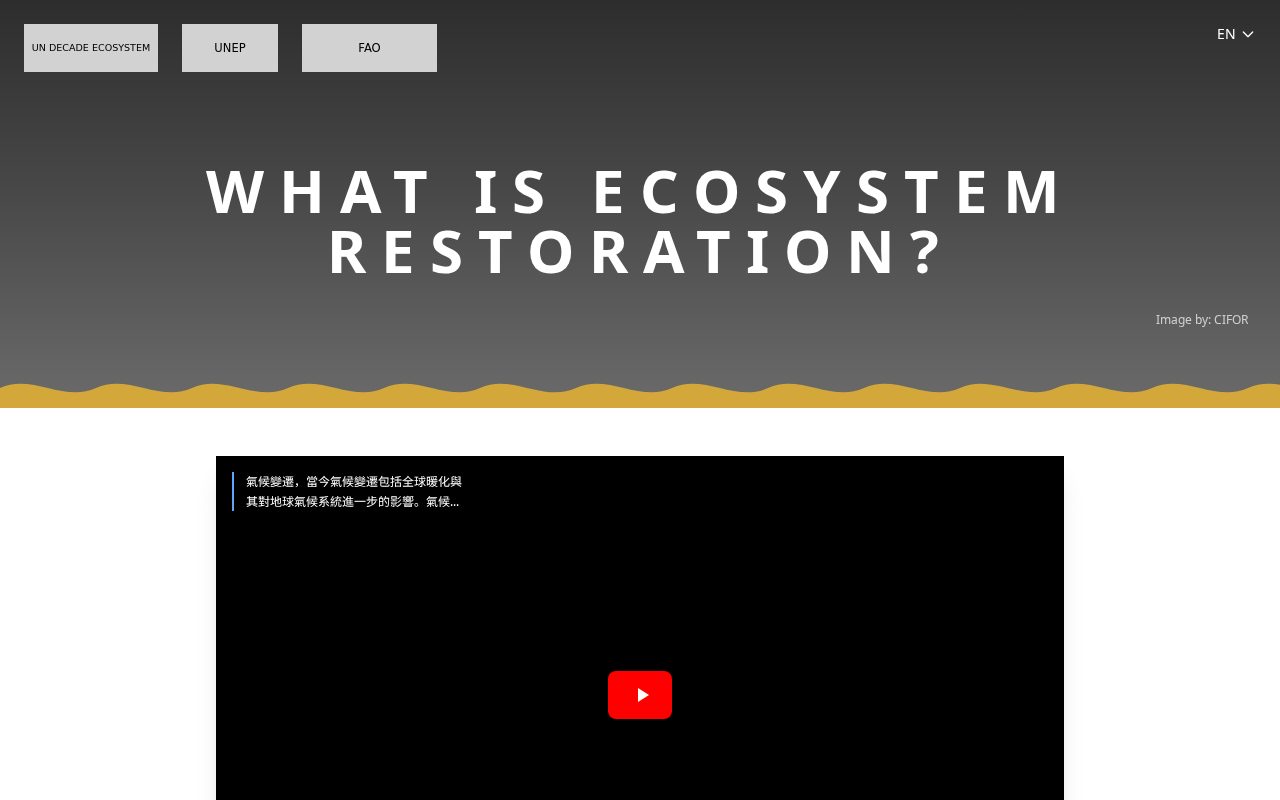 UN DECADE ECOSYSTEM
UNEP
FAO
EN
WHAT IS ECOSYSTEM
RESTORATION?
Image by: CIFOR
氣候變遷，當今氣候變遷包括全球暖化與
其對地球氣候系統進一步的影響。氣候...